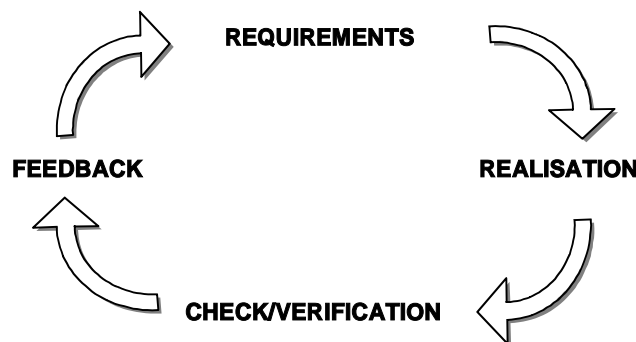 REQUIREMENTS
FEEDBACK
REALISATION
CHECK/VERIFICATION